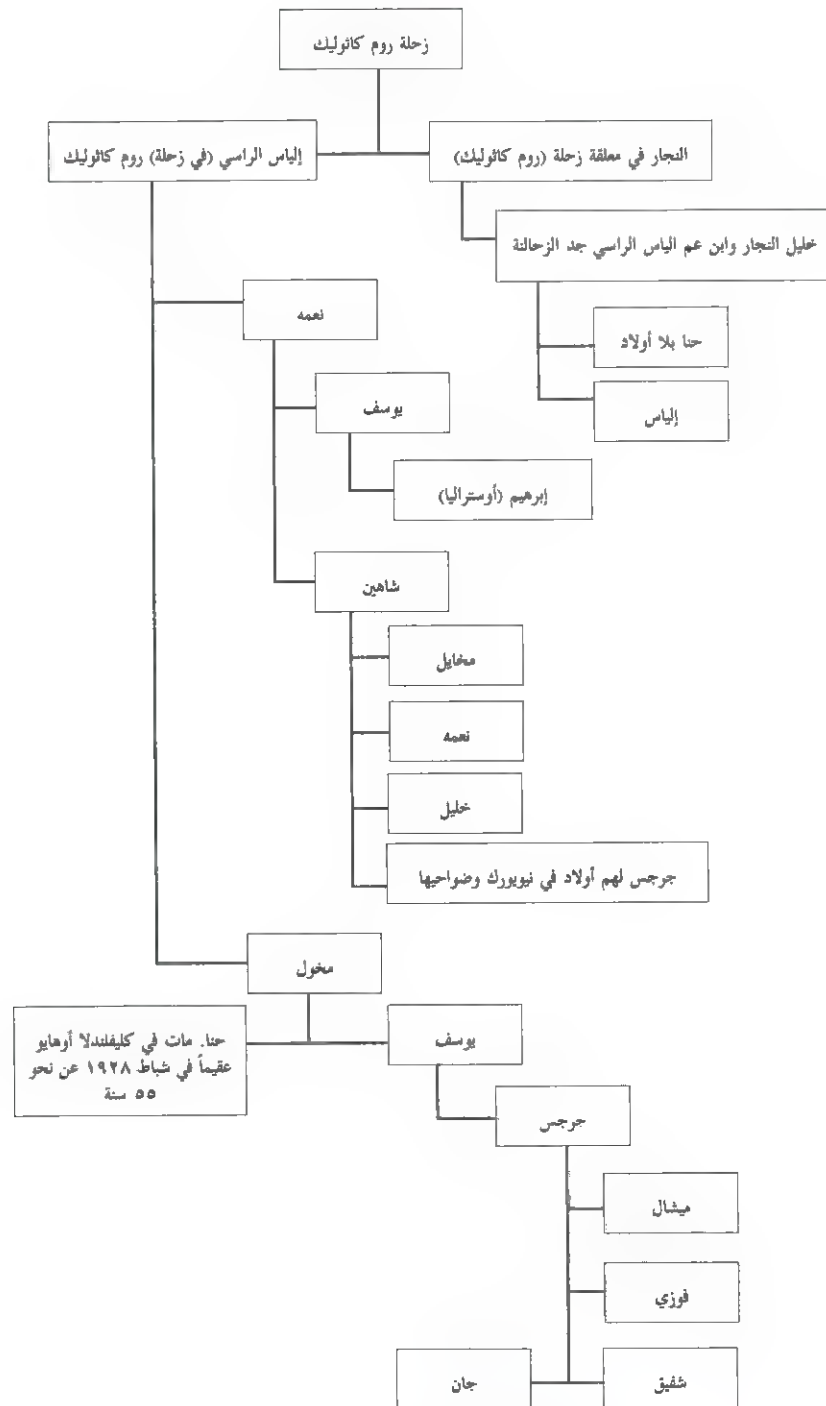 زحلة روم كاثوليك
النجار في معلقة زحلة (روم كاثوليك)
إلياس الراسي (في زحلة) روم كاثوليك
خليل النجار وابن عم الياس الراسي جد الزحالنة
حنا بلا أولاد
إلياس
نعمه
يوسف
إبرهيم (أوستراليا)
شاهين
مخايل
نعمه
خليل
جرجس لهم أولاد في نيويورك وضواحيها
مخول
يوسف
حنا. مات في كليفلندلا أوهايو
عقيماً في شباط ١٩٢٨ عن نحو
٥٥ سنة
جرجس
ميشال
فوزي
شفيق
جان